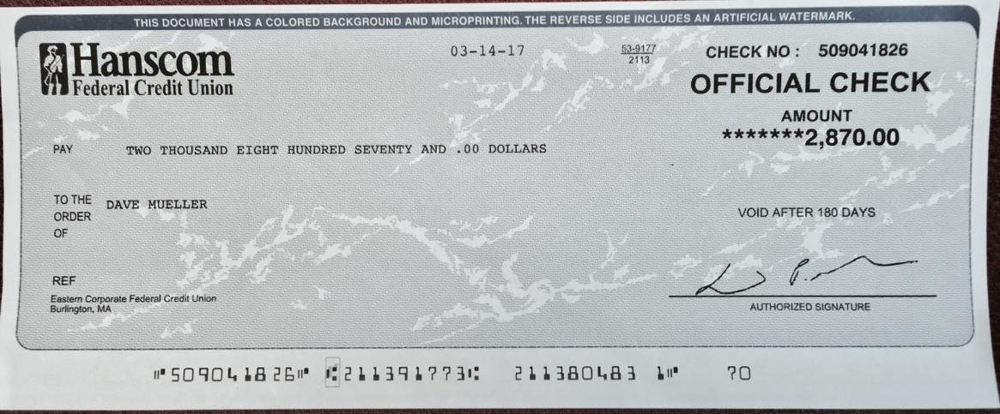 THIS DOCUMENT HAS A COLORED BACKGROUND AND MICROPRINTING. THE REVERSE SIDE INCLUDES AN ARTIFICIAL WATERMARK.
Hanscom
Federal Credit Union
03-14-17
53-9177
2113
CHECK NO : 509041826
OFFICIAL CHECK
AMOUNT
*******2,870.00
PAY TWO THOUSAND EIGHT HUNDRED SEVENTY AND .00 DOLLARS
TO THE
ORDER
OF
DAVE MUELLER
VOID AFTER 180 DAYS
REF
Eastern Corporate Federal Credit Union
Burlington, MA
AUTHORIZED SIGNATURE
⑈509041826⑈ ⑆211391773⑆ 211380483 1⑈ 70